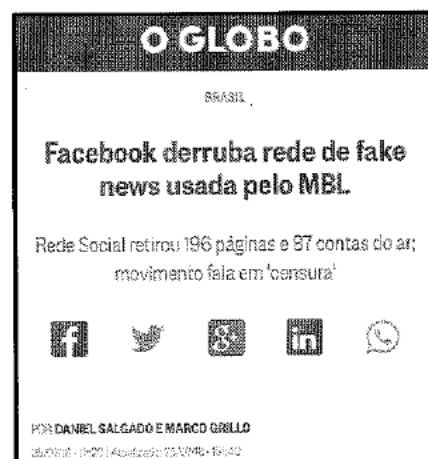 O GLOBO
BRASIL
Facebook derruba rede de fake
news usada pelo MBL
Rede Social retirou 196 páginas e 87 contas do ar;
movimento fala em 'censura'
POR DANIEL SALGADO E MARCO GRILLO